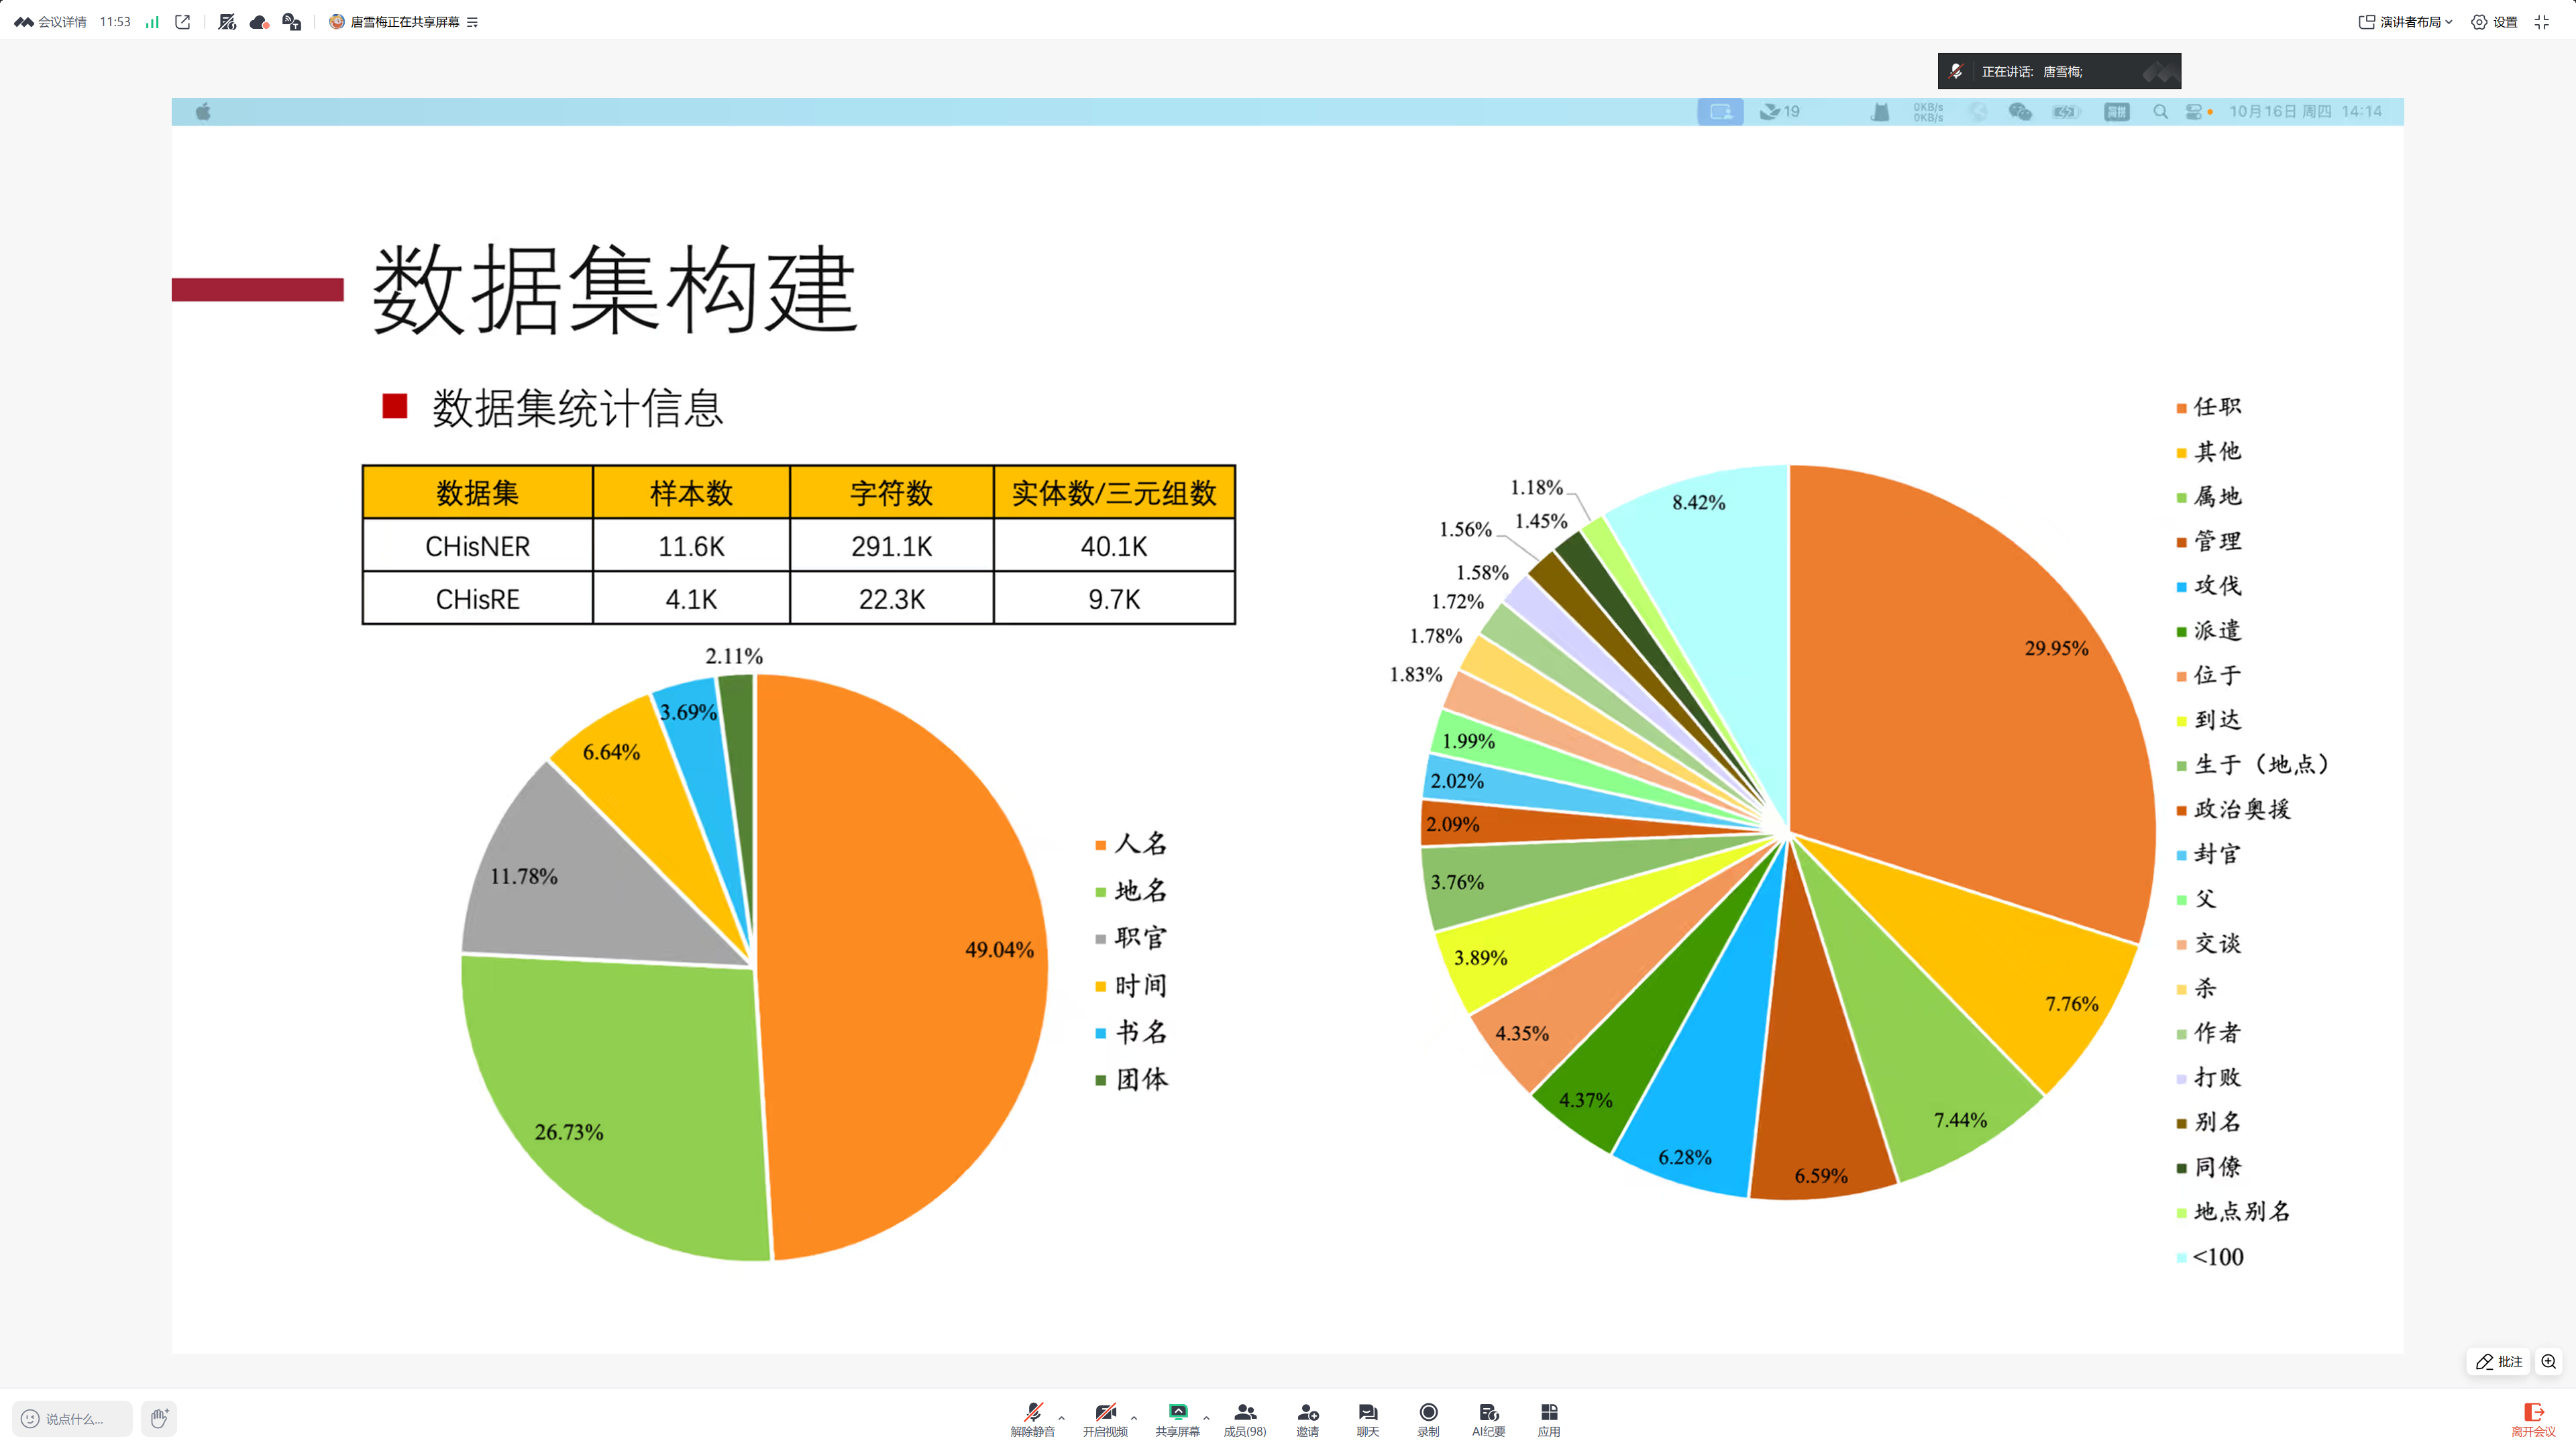 会议详情 11:53 唐雪梅正在共享屏幕 演讲者布局 设置
正在讲话: 唐雪梅;
19 0KB/s 10月16日 周四 14:14
0KB/s
数据集构建
数据集统计信息
数据集 样本数 字符数 实体数/三元组数
CHisNER 11.6K 291.1K 40.1K
CHisRE 4.1K 22.3K 9.7K
2.11%
3.69%
6.64%
11.78%
49.04%
26.73%
人名
地名
职官
时间
书名
团体
8.42%
1.18%
1.45%
1.56%
1.58%
1.72%
1.78%
1.83%
1.99%
2.02%
2.09%
3.76%
3.89%
4.35%
4.37%
6.28%
6.59%
7.44%
7.76%
29.95%
任职
其他
属地
管理
攻伐
派遣
位于
到达
生于（地点）
政治奥援
封官
父
交谈
杀
作者
打败
别名
同僚
地点别名
<100
批注
说点什么...
解除静音 开启视频 共享屏幕 成员(98) 邀请 聊天 录制 AI纪要 应用 离开会议